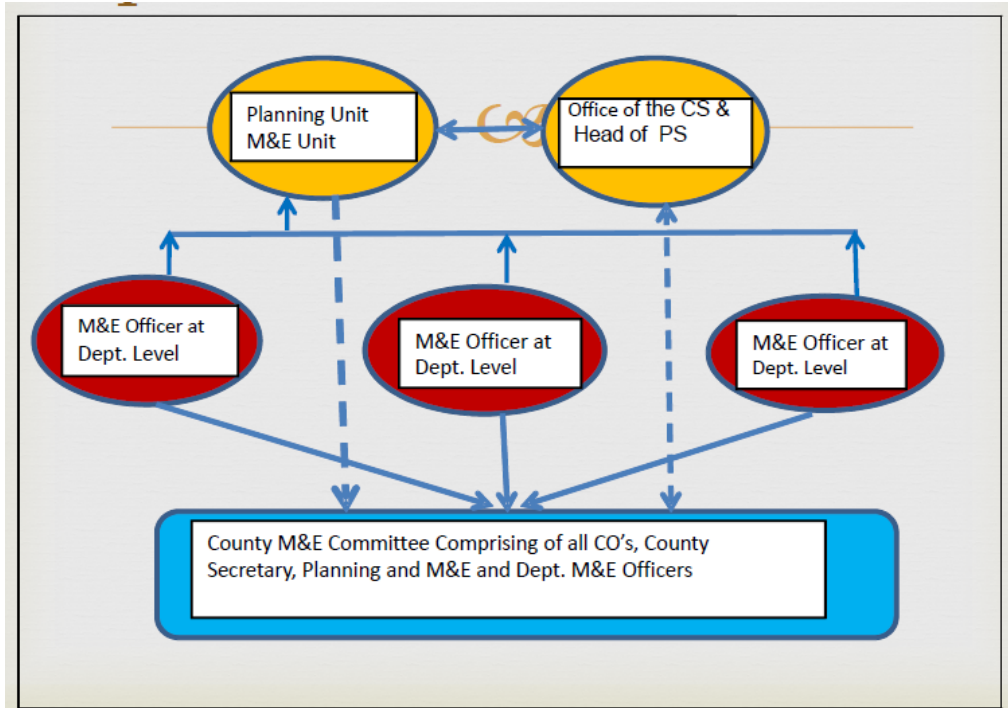 Planning Unit
M&E Unit
Office of the CS &
Head of PS
M&E Officer at
Dept. Level
M&E Officer at
Dept. Level
M&E Officer at
Dept. Level
County M&E Committee Comprising of all CO's, County
Secretary, Planning and M&E and Dept. M&E Officers